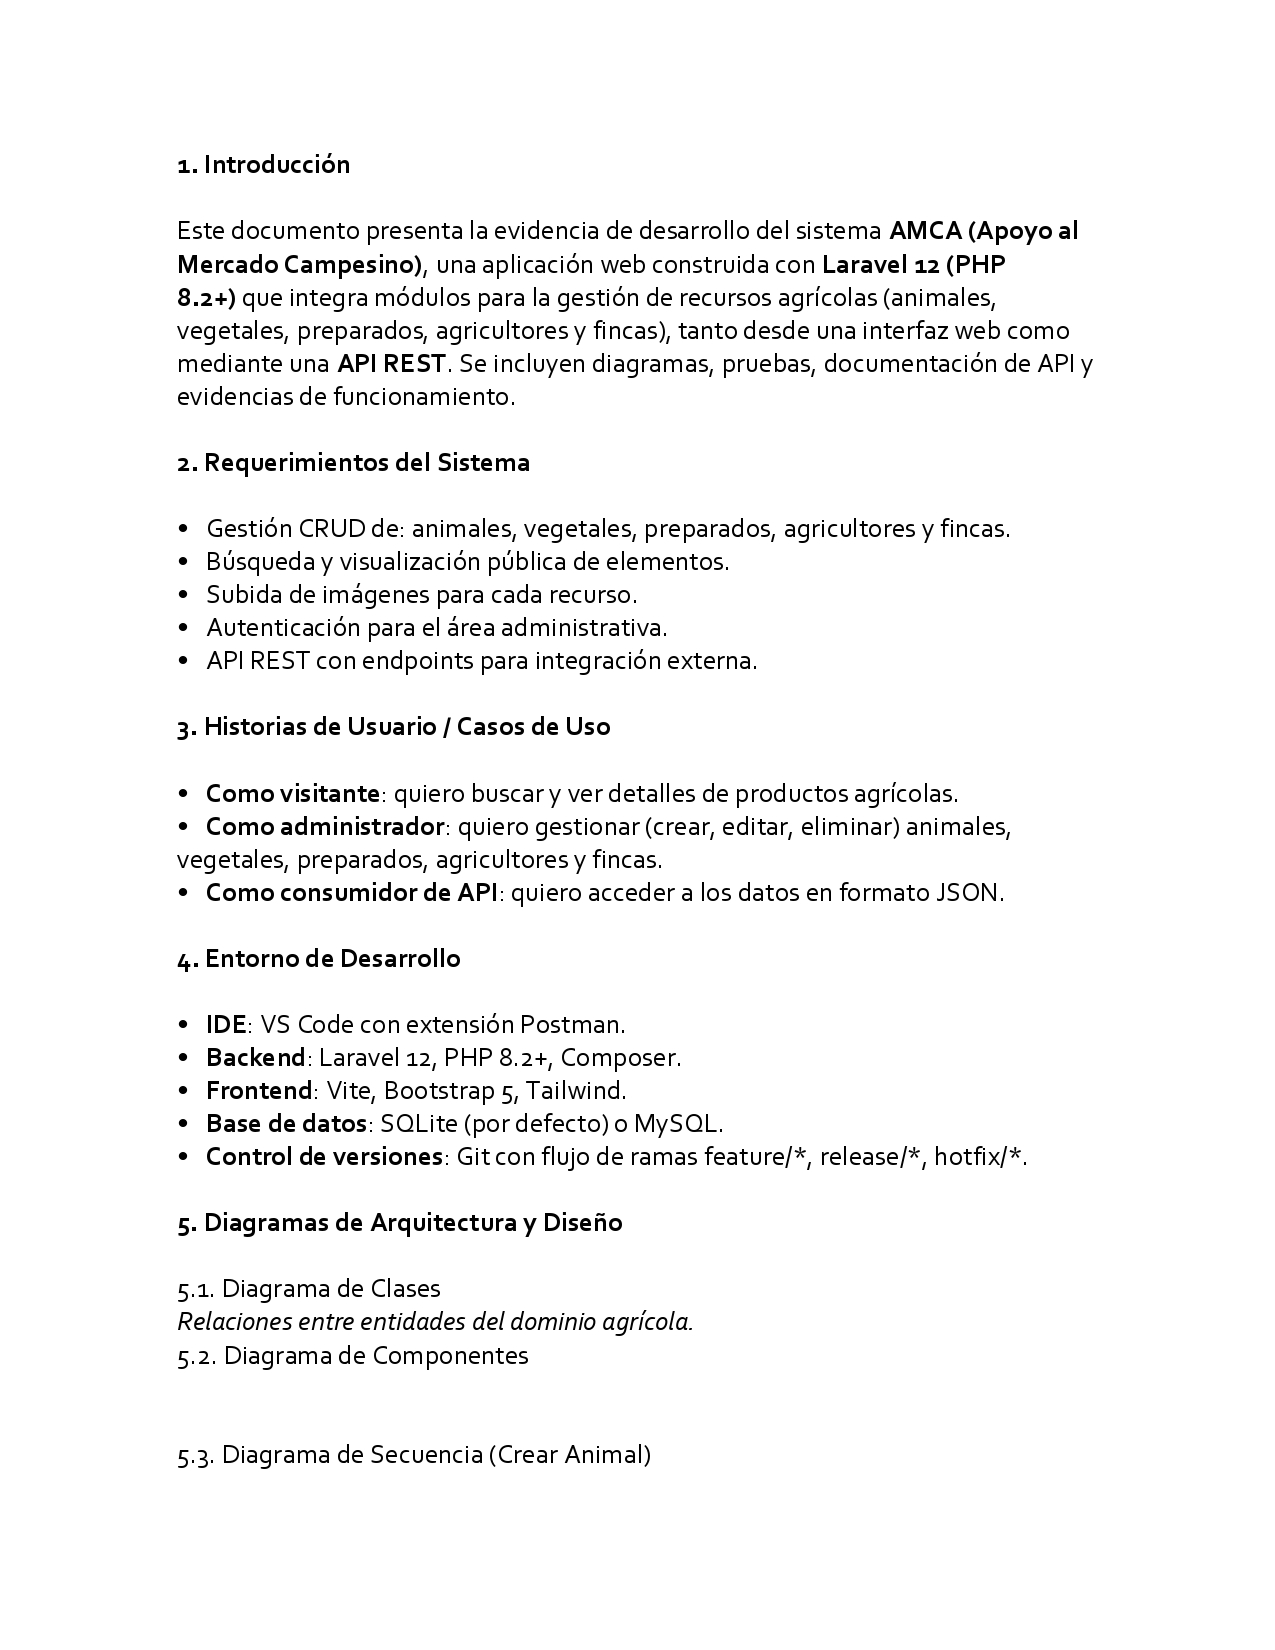 1. Introducción
Este documento presenta la evidencia de desarrollo del sistema AMCA (Apoyo al
Mercado Campesino), una aplicación web construida con Laravel 12 (PHP
8.2+) que integra módulos para la gestión de recursos agrícolas (animales,
vegetales, preparados, agricultores y fincas), tanto desde una interfaz web como
mediante una API REST. Se incluyen diagramas, pruebas, documentación de API y
evidencias de funcionamiento.
2. Requerimientos del Sistema
• Gestión CRUD de: animales, vegetales, preparados, agricultores y fincas.
• Búsqueda y visualización pública de elementos.
• Subida de imágenes para cada recurso.
• Autenticación para el área administrativa.
• API REST con endpoints para integración externa.
3. Historias de Usuario / Casos de Uso
• Como visitante: quiero buscar y ver detalles de productos agrícolas.
• Como administrador: quiero gestionar (crear, editar, eliminar) animales,
vegetales, preparados, agricultores y fincas.
• Como consumidor de API: quiero acceder a los datos en formato JSON.
4. Entorno de Desarrollo
• IDE: VS Code con extensión Postman.
• Backend: Laravel 12, PHP 8.2+, Composer.
• Frontend: Vite, Bootstrap 5, Tailwind.
• Base de datos: SQLite (por defecto) o MySQL.
• Control de versiones: Git con flujo de ramas feature/*, release/*, hotfix/*.
5. Diagramas de Arquitectura y Diseño
5.1. Diagrama de Clases
Relaciones entre entidades del dominio agrícola.
5.2. Diagrama de Componentes
5.3. Diagrama de Secuencia (Crear Animal)